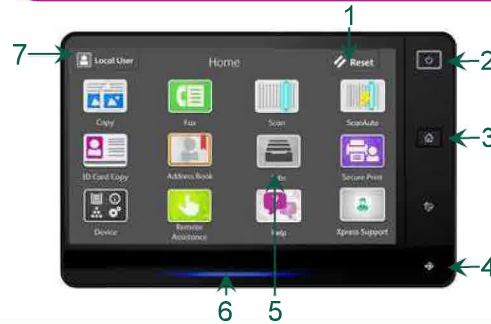 1
7
Local User
Home
Reset
2
Copy
Fax
Scan
ScanAuto
3
ID Card Copy
Address Book
Secure Print
Device
Remote
Assistance
Help
Xpress Support
4
6
5